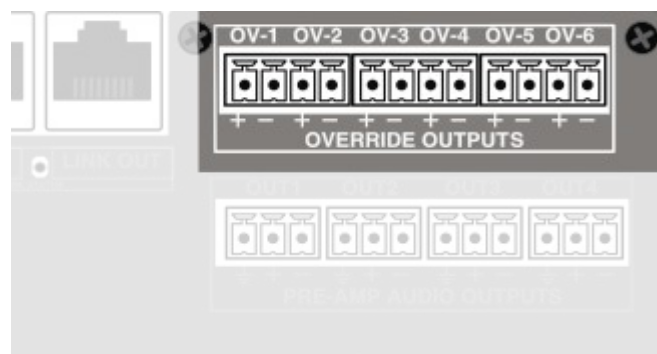 OV-1 OV-2 OV-3 OV-4 OV-5 OV-6
+ − + − + − + − + − + −
OVERRIDE OUTPUTS
LINK OUT
OUT1 OUT2 OUT3 OUT4
PRE-AMP AUDIO OUTPUTS